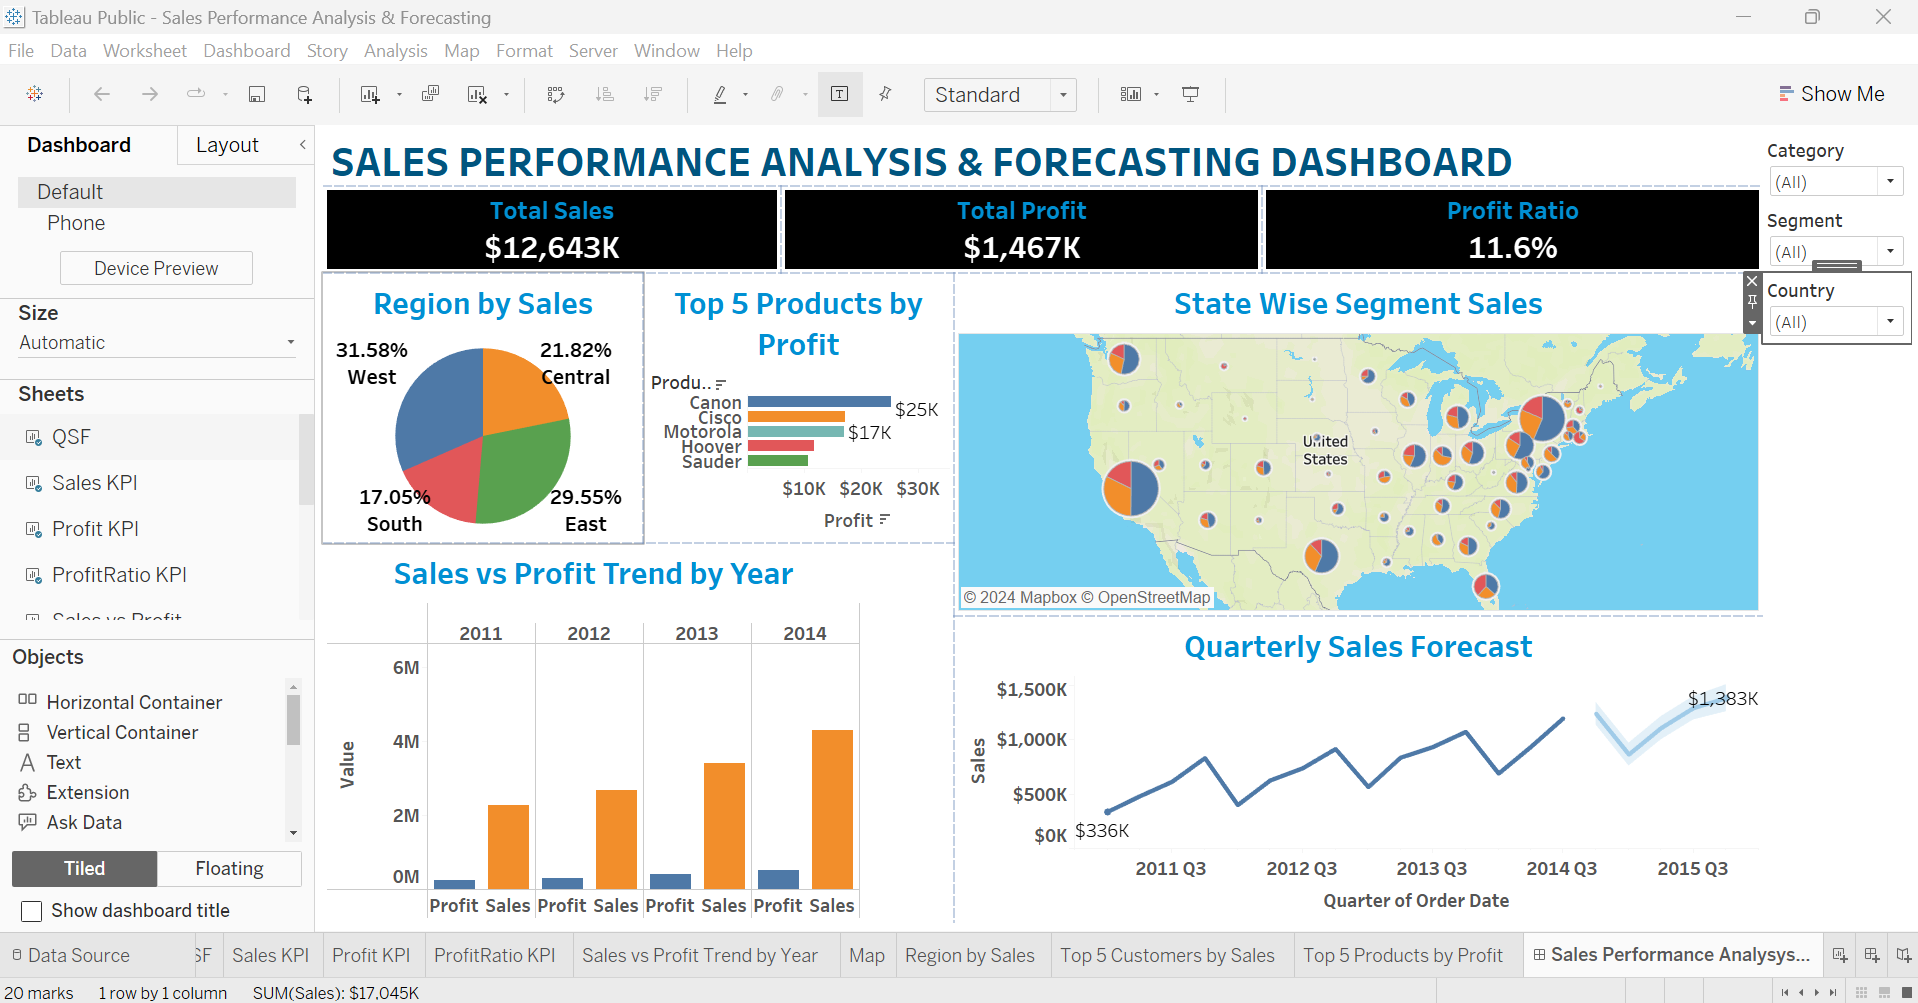 Tableau Public - Sales Performance Analysis & Forecasting
File Data Worksheet Dashboard Story Analysis Map Format Server Window Help
Standard
Show Me
Dashboard Layout
Default
Phone
Device Preview
Size
Automatic
Sheets
QSF
Sales KPI
Profit KPI
ProfitRatio KPI
Sales vs Profit
Objects
Horizontal Container
Vertical Container
Text
Extension
Ask Data
Tiled Floating
Show dashboard title
SALES PERFORMANCE ANALYSIS & FORECASTING DASHBOARD
Total Sales
$12,643K
Total Profit
$1,467K
Profit Ratio
11.6%
Category
(All)
Segment
(All)
Country
(All)
Region by Sales
31.58%
West
21.82%
Central
17.05%
South
29.55%
East
Top 5 Products by
Profit
Produ..
Canon $25K
Cisco
Motorola $17K
Hoover
Sauder
$10K $20K $30K
Profit
State Wise Segment Sales
United
States
© 2024 Mapbox © OpenStreetMap
Sales vs Profit Trend by Year
2011 2012 2013 2014
6M
4M
2M
0M
Value
Profit Sales Profit Sales Profit Sales Profit Sales
Quarterly Sales Forecast
$1,500K
$1,000K
$500K
$0K
Sales
$336K
$1,383K
2011 Q3 2012 Q3 2013 Q3 2014 Q3 2015 Q3
Quarter of Order Date
Data Source SF Sales KPI Profit KPI ProfitRatio KPI Sales vs Profit Trend by Year Map Region by Sales Top 5 Customers by Sales Top 5 Products by Profit Sales Performance Analysys...
20 marks 1 row by 1 column SUM(Sales): $17,045K